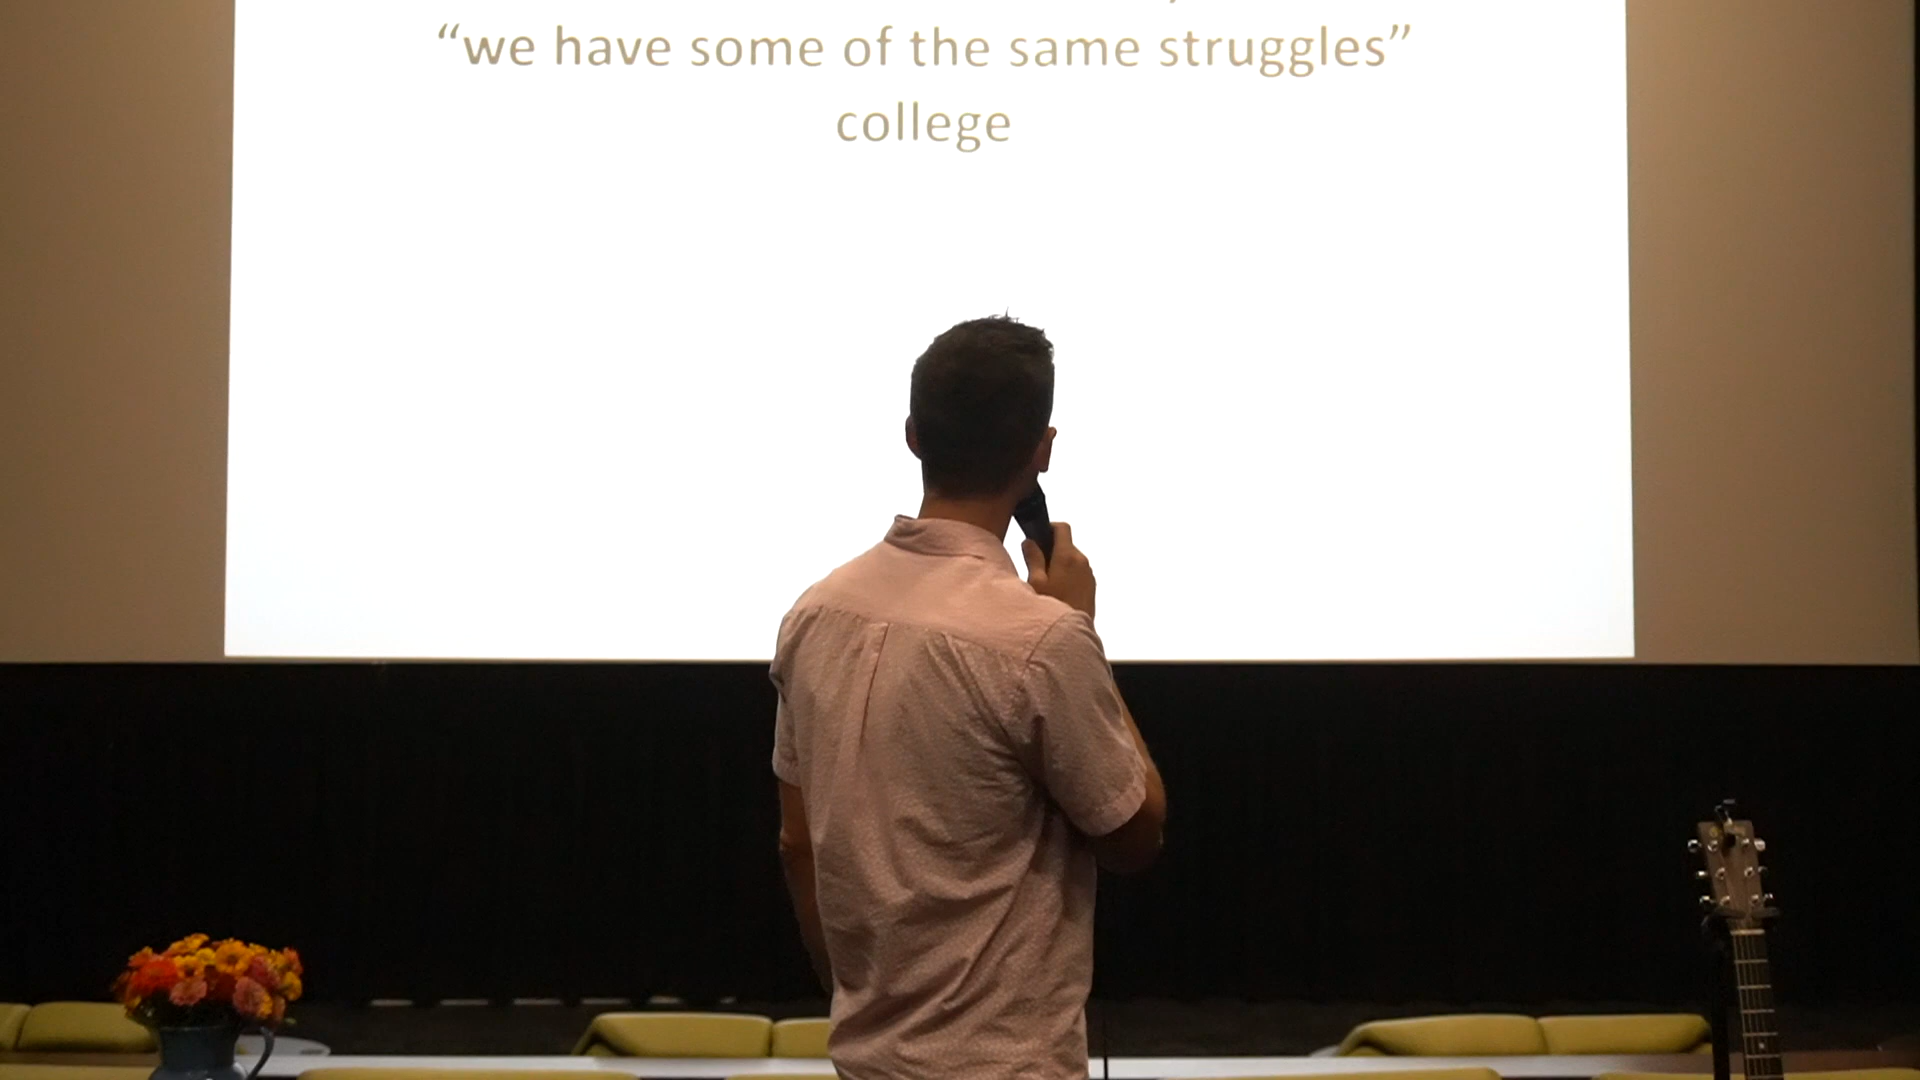 “we have some of the same struggles”
college